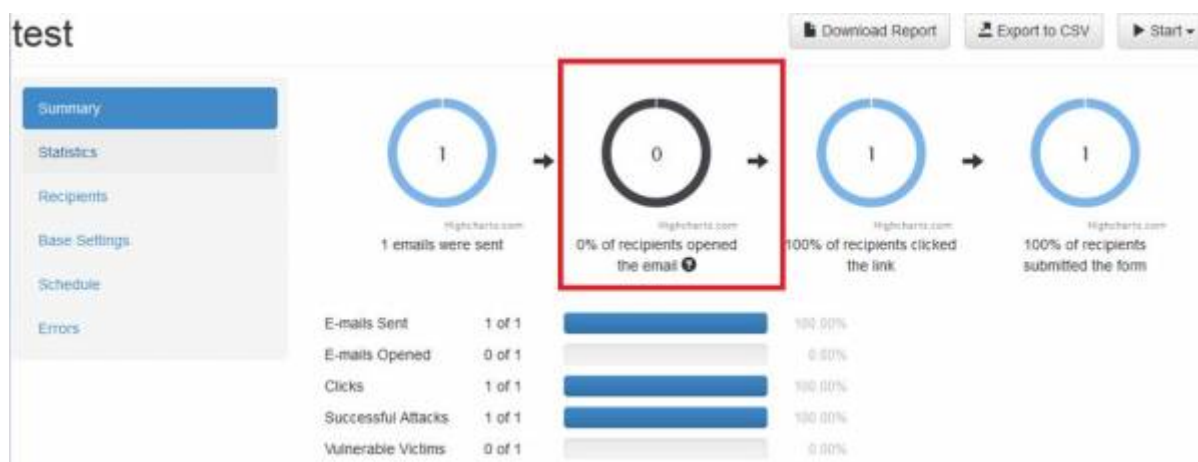 test
Download Report
Export to CSV
Start
Summary
Statistics
Recipients
Base Settings
Schedule
Errors
1
0
1
1
Highcharts.com
Highcharts.com
Highcharts.com
Highcharts.com
1 emails were sent
0% of recipients opened
the email
100% of recipients clicked
the link
100% of recipients
submitted the form
E-mails Sent 1 of 1 100.00%
E-mails Opened 0 of 1 0.00%
Clicks 1 of 1 100.00%
Successful Attacks 1 of 1 100.00%
Vulnerable Victims 0 of 1 0.00%